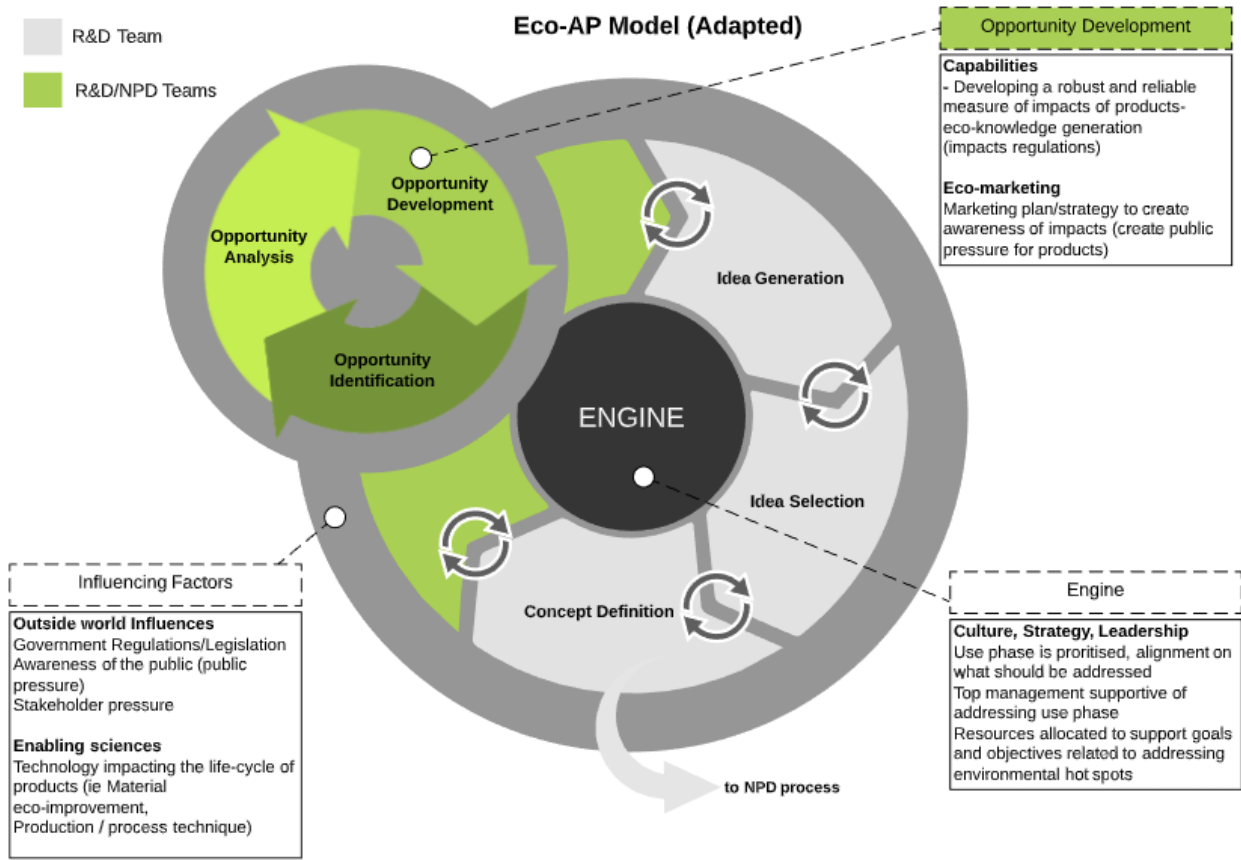 Eco-AP Model (Adapted)
R&D Team
R&D/NPD Teams
Opportunity Development
Capabilities
- Developing a robust and reliable
measure of impacts of products-
eco-knowledge generation
(impacts regulations)
Eco-marketing
Marketing plan/strategy to create
awareness of impacts (create public
pressure for products)
Opportunity
Development
Opportunity
Analysis
Opportunity
Identification
Idea Generation
ENGINE
Idea Selection
Concept Definition
to NPD process
Influencing Factors
Outside world Influences
Government Regulations/Legislation
Awareness of the public (public
pressure)
Stakeholder pressure
Enabling sciences
Technology impacting the life-cycle of
products (ie Material
eco-improvement,
Production / process technique)
Engine
Culture, Strategy, Leadership
Use phase is proritised, alignment on
what should be addressed
Top management supportive of
addressing use phase
Resources allocated to support goals
and objectives related to addressing
environmental hot spots